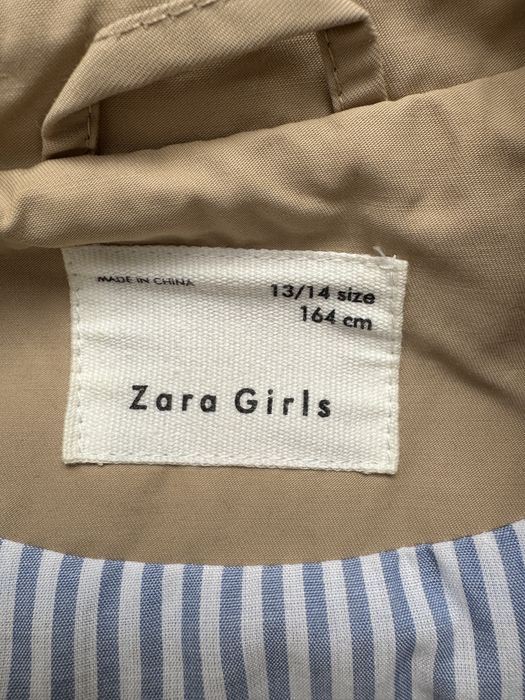 MADE IN CHINA
13/14 size
164 cm
Zara Girls